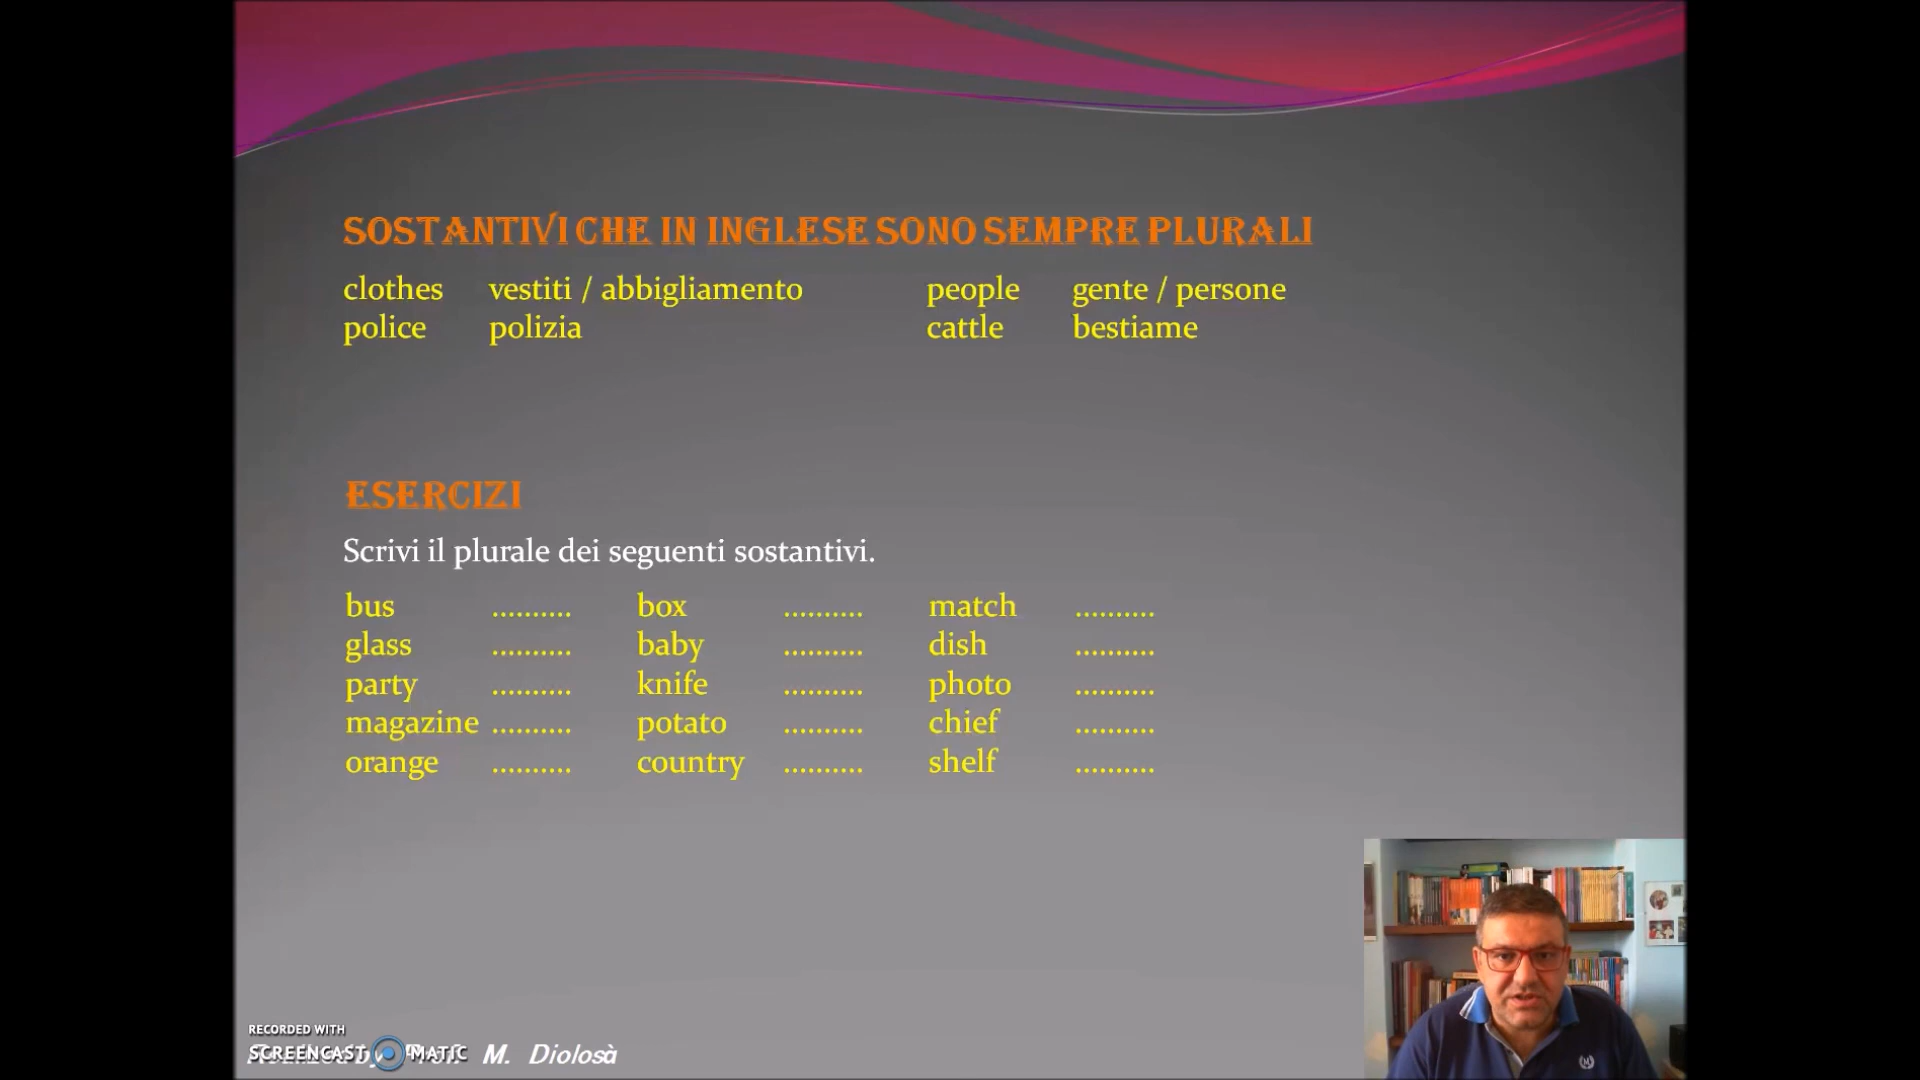 SOSTANTIVI CHE IN INGLESE SONO SEMPRE PLURALI
clothes vestiti / abbigliamento people gente / persone
police polizia cattle bestiame
ESERCIZI
Scrivi il plurale dei seguenti sostantivi.
bus .......... box .......... match ..........
glass .......... baby .......... dish ..........
party .......... knife .......... photo ..........
magazine .......... potato .......... chief ..........
orange .......... country .......... shelf ..........
RECORDED WITH
SCREENCAST MATIC
M. Diolosà